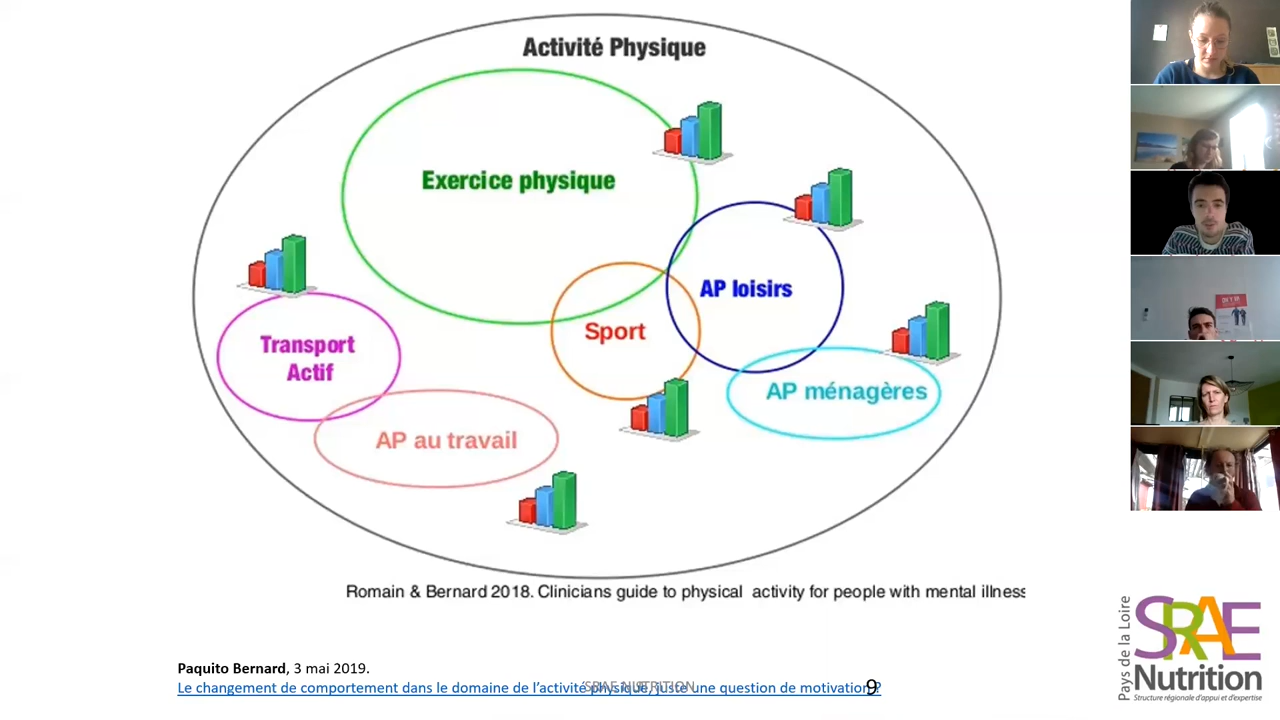 Activité Physique
Exercice physique
AP loisirs
Sport
Transport
Actif
AP ménagères
AP au travail
Romain & Bernard 2018. Clinicians guide to physical activity for people with mental illness
Paquito Bernard, 3 mai 2019.
Le changement de comportement dans le domaine de l'activité physique, juste une question de motivation ?
SRAE NUTRITION
9
Pays de la Loire
SRAE
Nutrition
Structure régionale d'appui et d'expertise